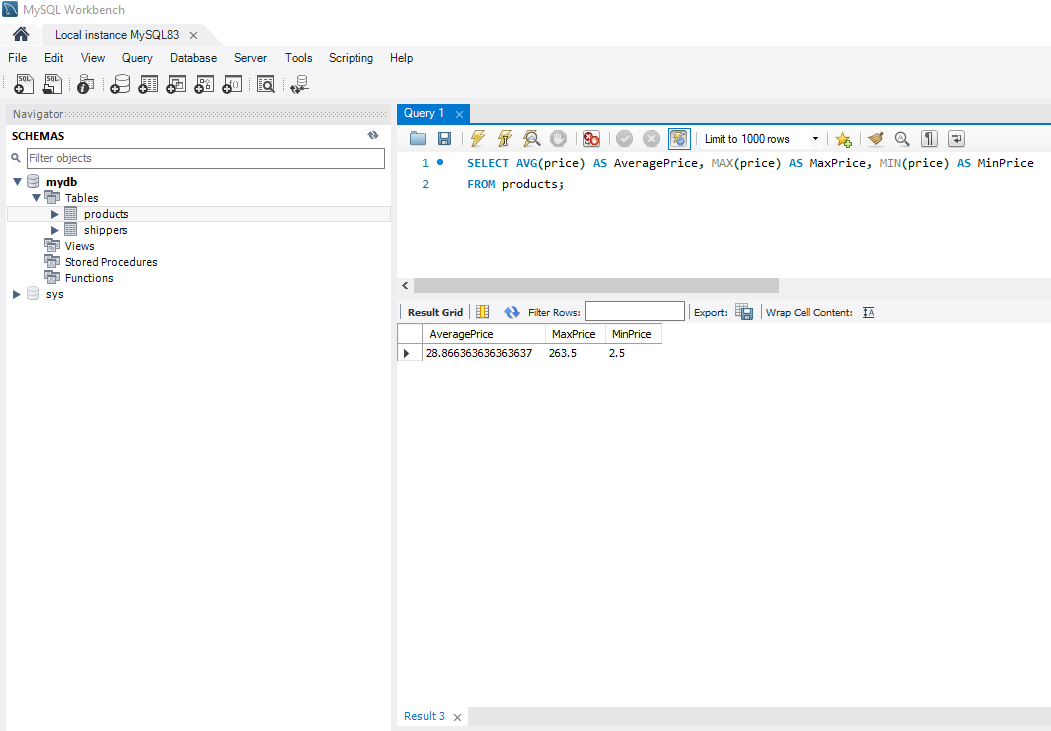 MySQL Workbench
Local instance MySQL83
File Edit View Query Database Server Tools Scripting Help
Navigator
SCHEMAS
Filter objects
mydb
Tables
products
shippers
Views
Stored Procedures
Functions
sys
Query 1
Limit to 1000 rows
1 SELECT AVG(price) AS AveragePrice, MAX(price) AS MaxPrice, MIN(price) AS MinPrice
2 FROM products;
Result Grid Filter Rows: Export: Wrap Cell Content: IA
AveragePrice MaxPrice MinPrice
28.866363636363637 263.5 2.5
Result 3